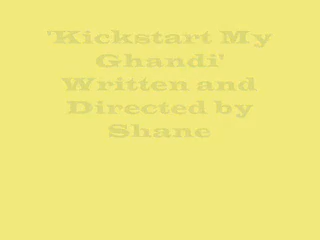 'Kickstart My
Ghandi'
Written and
Directed by
Shane